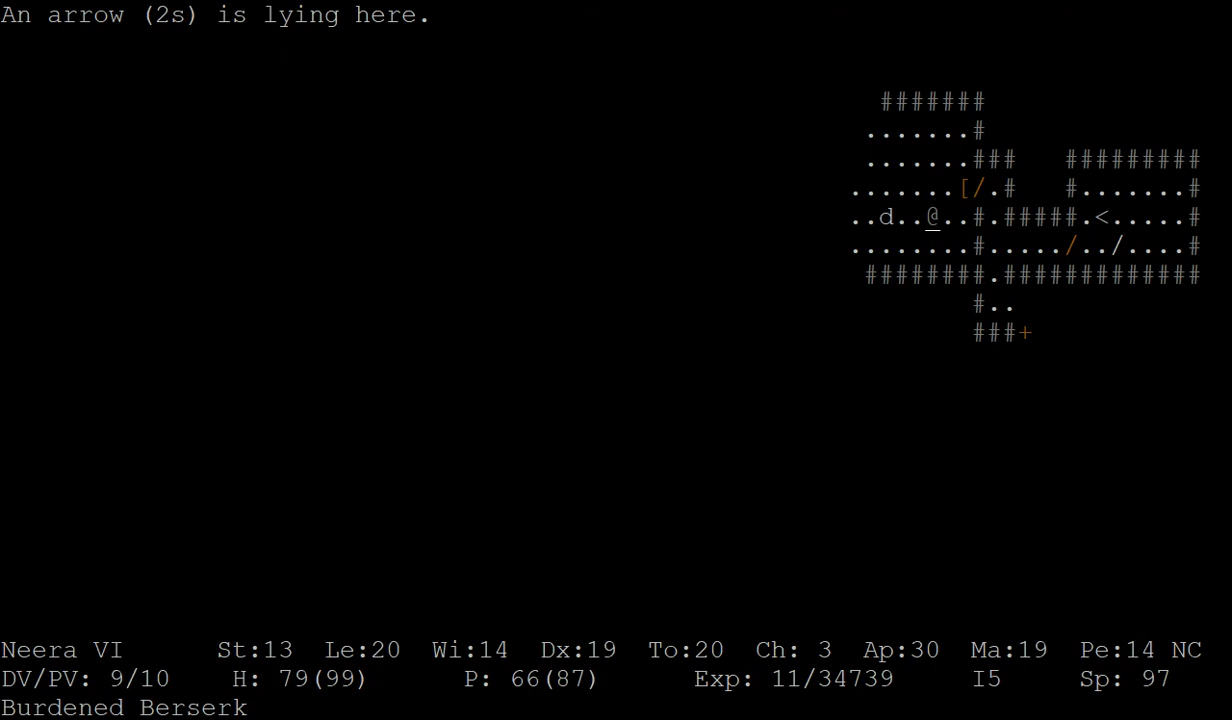 An arrow (2s) is lying here.
#######
.......#
.......### #########
.......[/.# #.......#
..d..@..#.#####.<.....#
........#...../../....#
########.#############
#..
###+
Neera VI St:13 Le:20 Wi:14 Dx:19 To:20 Ch: 3 Ap:30 Ma:19 Pe:14 NC
DV/PV: 9/10 H: 79(99) P: 66(87) Exp: 11/34739 I5 Sp: 97
Burdened Berserk